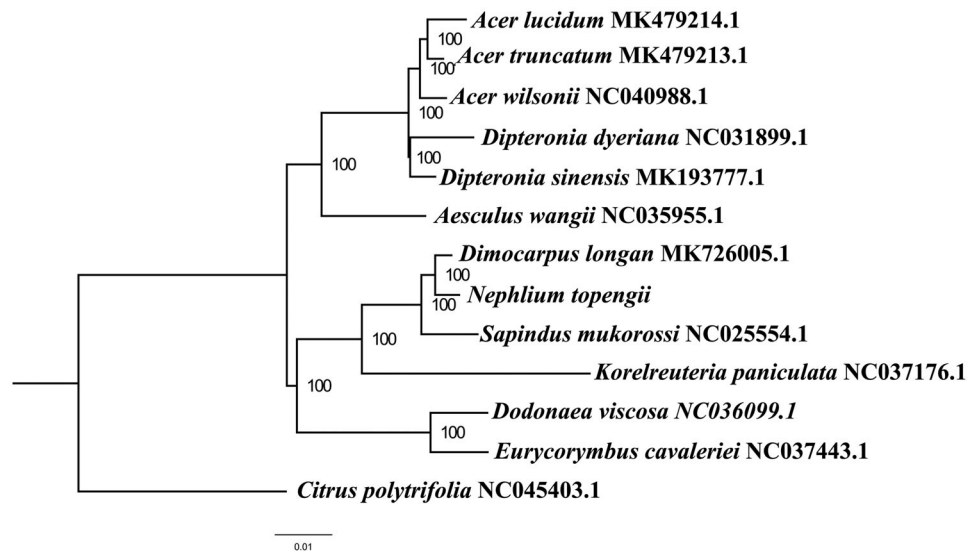 Acer lucidum MK479214.1
100
Acer truncatum MK479213.1
100
Acer wilsonii NC040988.1
100
Dipteronia dyeriana NC031899.1
100
100
Dipteronia sinensis MK193777.1
Aesculus wangii NC035955.1
Dimocarpus longan MK726005.1
100
Nephlium topengii
100
Sapindus mukorossi NC025554.1
100
Korelreuteria paniculata NC037176.1
100
Dodonaea viscosa NC036099.1
100
Eurycorymbus cavaleriei NC037443.1
Citrus polytrifolia NC045403.1
0.01